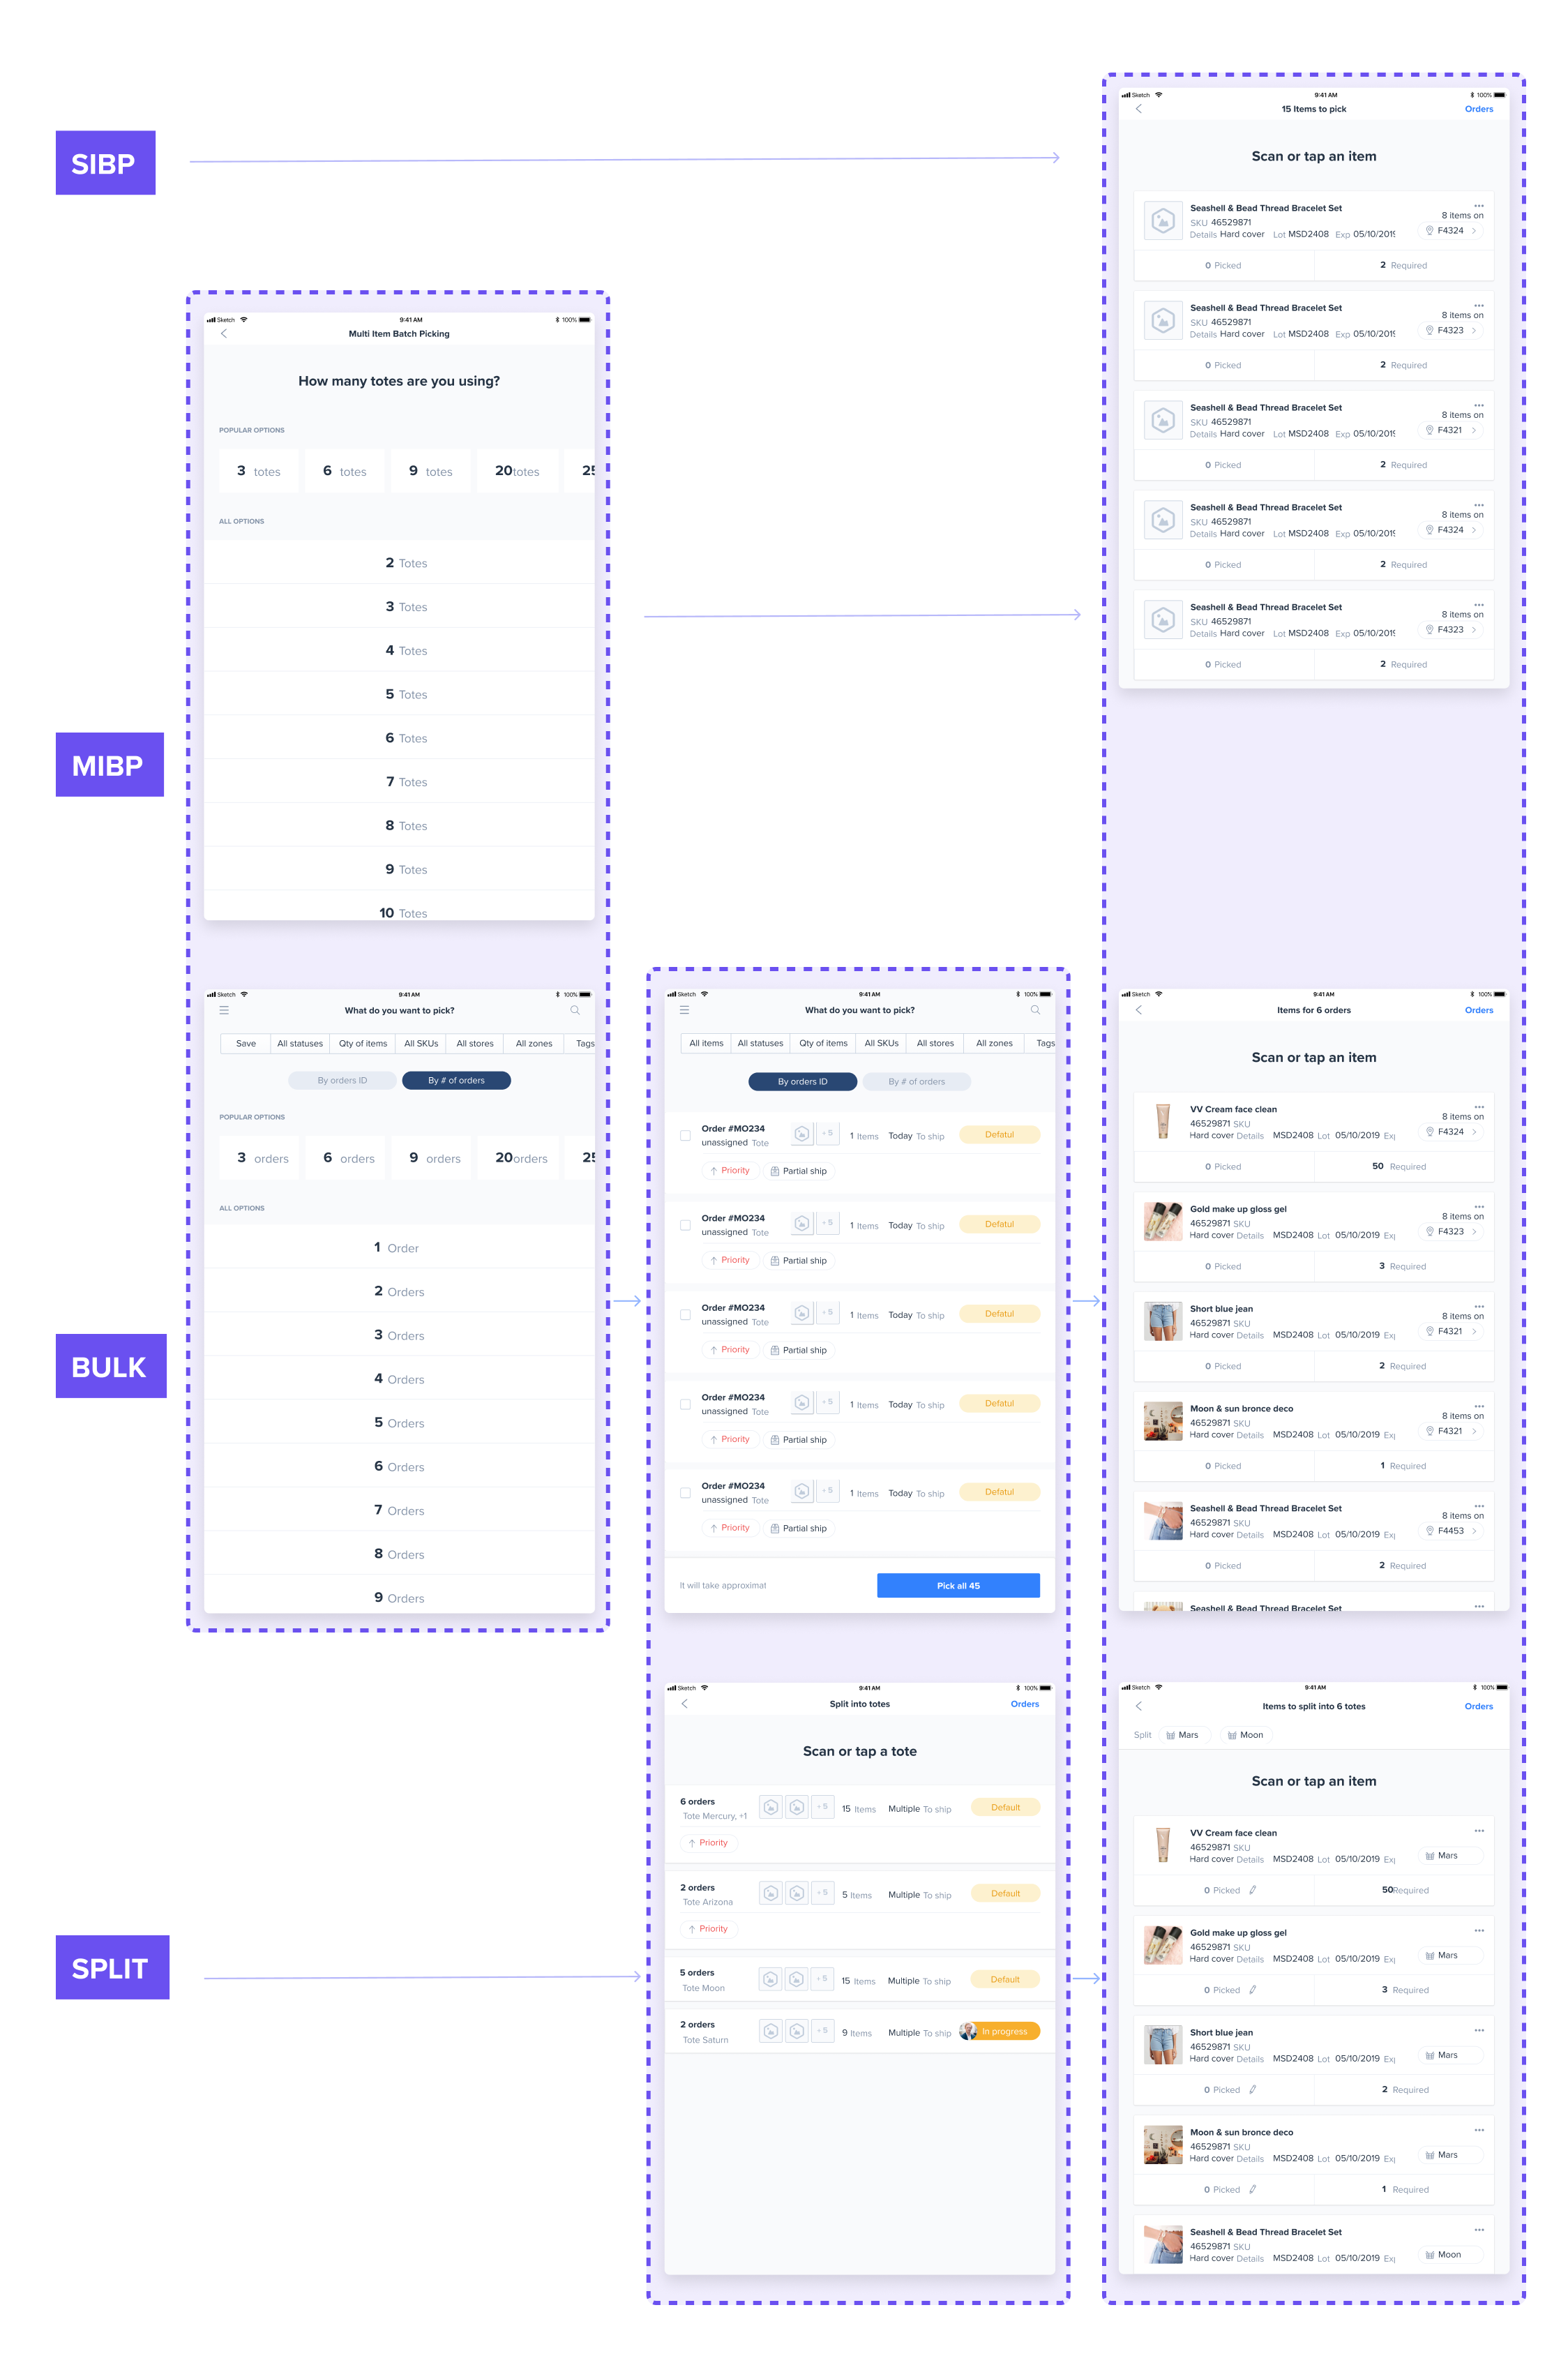 SIBP
Sketch 9:41 AM 100%
15 Items to pick Orders
Scan or tap an item
Seashell & Bead Thread Bracelet Set
8 items on
SKU 46529871
Details Hard cover Lot MSD2408 Exp 05/10/2019 F4324
0 Picked 2 Required
Seashell & Bead Thread Bracelet Set
8 items on
SKU 46529871
Details Hard cover Lot MSD2408 Exp 05/10/2019 F4323
0 Picked 2 Required
Seashell & Bead Thread Bracelet Set
8 items on
SKU 46529871
Details Hard cover Lot MSD2408 Exp 05/10/2019 F4321
0 Picked 2 Required
Seashell & Bead Thread Bracelet Set
8 items on
SKU 46529871
Details Hard cover Lot MSD2408 Exp 05/10/2019 F4324
0 Picked 2 Required
Seashell & Bead Thread Bracelet Set
8 items on
SKU 46529871
Details Hard cover Lot MSD2408 Exp 05/10/2019 F4323
0 Picked 2 Required
MIBP
Sketch 9:41 AM 100%
Multi Item Batch Picking
How many totes are you using?
POPULAR OPTIONS
3 totes 6 totes 9 totes 20totes 25
ALL OPTIONS
2 Totes
3 Totes
4 Totes
5 Totes
6 Totes
7 Totes
8 Totes
9 Totes
10 Totes
BULK
Sketch 9:41 AM 100%
What do you want to pick?
Save All statuses Qty of items All SKUs All stores All zones Tags
By orders ID By # of orders
POPULAR OPTIONS
3 orders 6 orders 9 orders 20orders 25
ALL OPTIONS
1 Order
2 Orders
3 Orders
4 Orders
5 Orders
6 Orders
7 Orders
8 Orders
9 Orders
Sketch 9:41 AM 100%
What do you want to pick?
All items All statuses Qty of items All SKUs All stores All zones Tags
By orders ID By # of orders
Order #MO234
unassigned Tote +5 1 Items Today To ship Defatul
Priority Partial ship
Order #MO234
unassigned Tote +5 1 Items Today To ship Defatul
Priority Partial ship
Order #MO234
unassigned Tote +5 1 Items Today To ship Defatul
Priority Partial ship
Order #MO234
unassigned Tote +5 1 Items Today To ship Defatul
Priority Partial ship
Order #MO234
unassigned Tote +5 1 Items Today To ship Defatul
Priority Partial ship
It will take approximat Pick all 45
Sketch 9:41 AM 100%
Items for 6 orders Orders
Scan or tap an item
VV Cream face clean
8 items on
46529871 SKU
Hard cover Details MSD2408 Lot 05/10/2019 Exp F4324
0 Picked 50 Required
Gold make up gloss gel
8 items on
46529871 SKU
Hard cover Details MSD2408 Lot 05/10/2019 Exp F4323
0 Picked 3 Required
Short blue jean
8 items on
46529871 SKU
Hard cover Details MSD2408 Lot 05/10/2019 Exp F4321
0 Picked 2 Required
Moon & sun bronce deco
8 items on
46529871 SKU
Hard cover Details MSD2408 Lot 05/10/2019 Exp F4321
0 Picked 1 Required
Seashell & Bead Thread Bracelet Set
8 items on
46529871 SKU
Hard cover Details MSD2408 Lot 05/10/2019 Exp F4453
0 Picked 2 Required
Seashell & Bead Thread Bracelet Set
SPLIT
Sketch 9:41 AM 100%
Split into totes Orders
Scan or tap a tote
6 orders
Tote Mercury, +1 +5 15 Items Multiple To ship Default
Priority
2 orders
Tote Arizona +5 5 Items Multiple To ship Default
Priority
5 orders
Tote Moon +5 15 Items Multiple To ship Default
2 orders
Tote Saturn +5 9 Items Multiple To ship In progress
Sketch 9:41 AM 100%
Items to split into 6 totes Orders
Split Mars Moon
Scan or tap an item
VV Cream face clean
46529871 SKU
Hard cover Details MSD2408 Lot 05/10/2019 Exp Mars
0 Picked 50Required
Gold make up gloss gel
46529871 SKU
Hard cover Details MSD2408 Lot 05/10/2019 Exp Mars
0 Picked 3 Required
Short blue jean
46529871 SKU
Hard cover Details MSD2408 Lot 05/10/2019 Exp Mars
0 Picked 2 Required
Moon & sun bronce deco
46529871 SKU
Hard cover Details MSD2408 Lot 05/10/2019 Exp Mars
0 Picked 1 Required
Seashell & Bead Thread Bracelet Set
46529871 SKU
Hard cover Details MSD2408 Lot 05/10/2019 Exp Moon